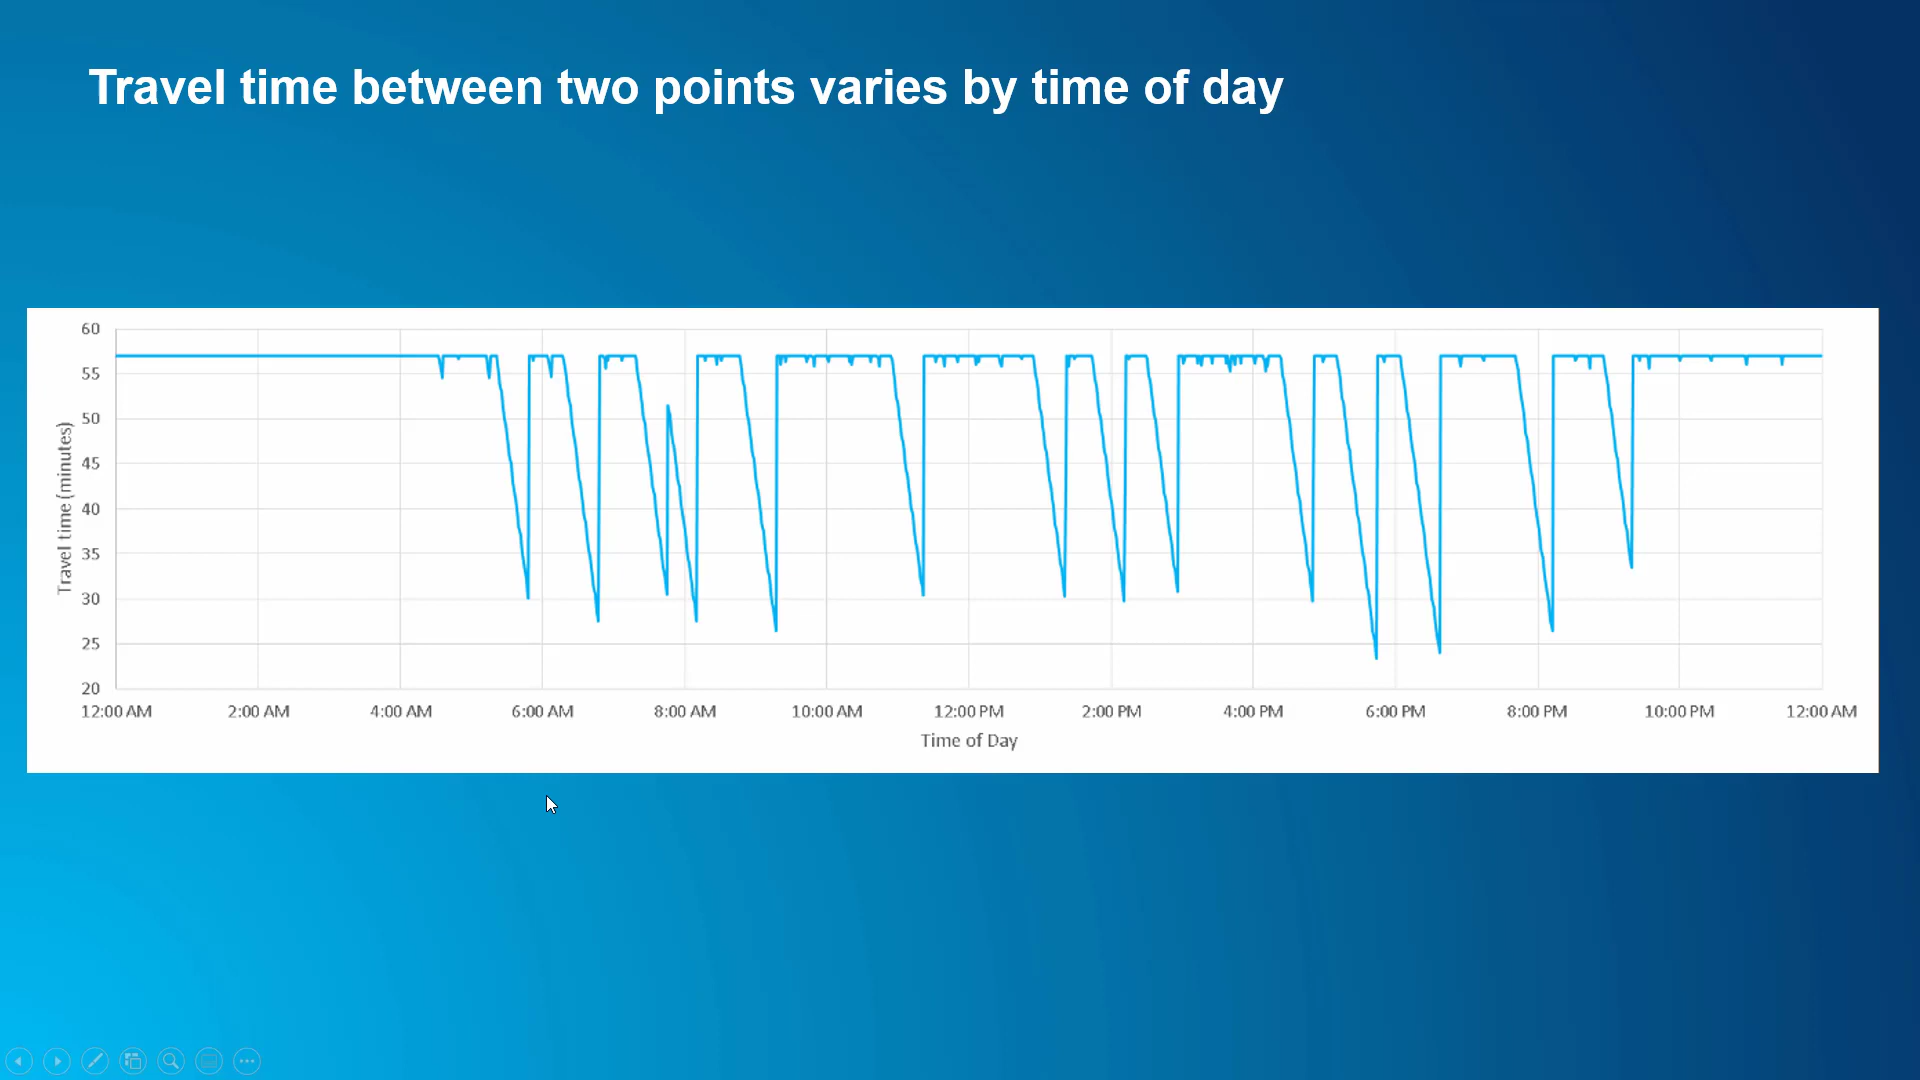 Travel time between two points varies by time of day
60
55
50
45
40
35
30
25
20
Travel time (minutes)
12:00 AM 2:00 AM 4:00 AM 6:00 AM 8:00 AM 10:00 AM 12:00 PM 2:00 PM 4:00 PM 6:00 PM 8:00 PM 10:00 PM 12:00 AM
Time of Day